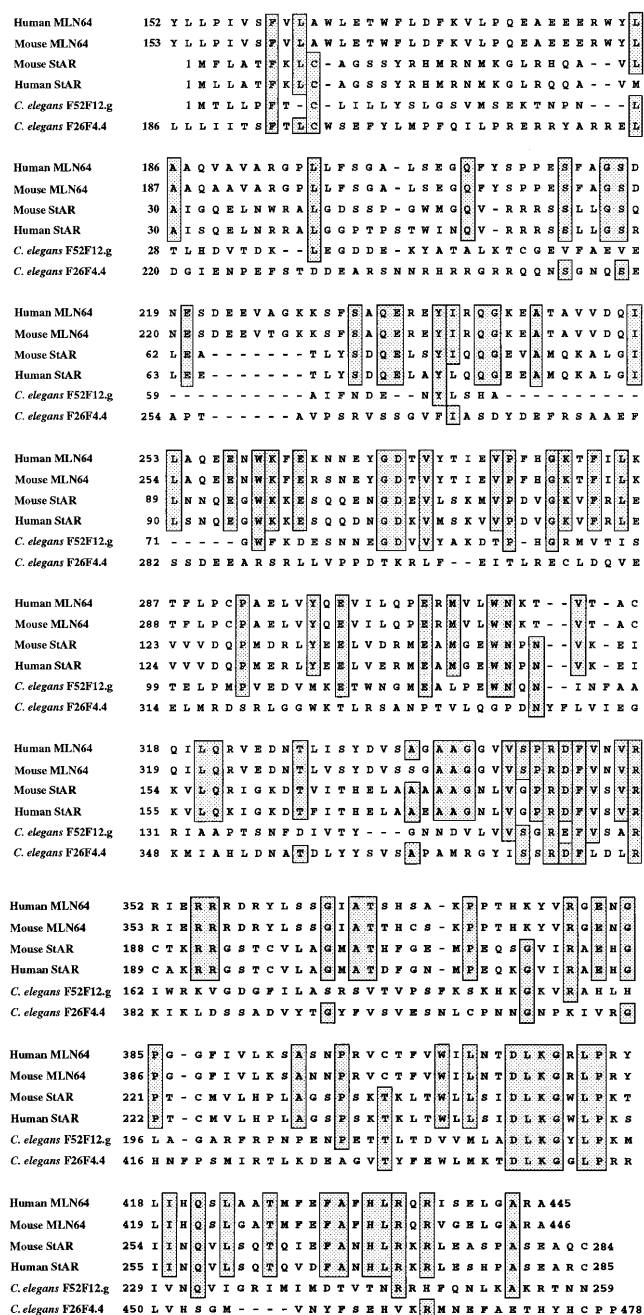 Human MLN64 152 Y L L P I V S F V L A W L E T W F L D F K V L P Q E A E E E R W Y L
Mouse MLN64 153 Y L L P I V S F V L A W L E T W F L D F K V L P Q E A E E E R W Y L
Mouse StAR 1 M F L A T F K L C - A G S S Y R H M R N M K G L R H Q A - - V L
Human StAR 1 M L L A T F K L C - A G S S Y R H M R N M K G L R Q Q A - - V M
C. elegans F52F12.g 1 M T L L P F T - C - L I L L Y S L G S V M S E K T N P N - - L
C. elegans F26F4.4 186 L L L I I T S F T L C W S E F Y L M P F Q I L P R E R R Y A R R E L
Human MLN64 186 A A Q V A V A R G P L L F S G A - L S E G Q F Y S P P E S F A G S D
Mouse MLN64 187 A A Q A A V A R G P L L F S G A - L S E G Q F Y S P P E S F A G S D
Mouse StAR 30 A I G Q E L N W R A L G D S S P - G W M G Q V - R R R S S L L G S Q
Human StAR 30 A I S Q E L N R R A L G G P T P S T W I N Q V - R R R S S L L G S R
C. elegans F52F12.g 28 T L H D V T D K - - L E G D D E - K Y A T A L K T C G E V F A E V E
C. elegans F26F4.4 220 D G I E N P E F S T D D E A R S N N R H R R G R R Q Q N S G N Q S E
Human MLN64 219 N E S D E E V A G K K S F S A Q E R E Y I R Q G K E A T A V V D Q I
Mouse MLN64 220 N E S D E E V T G K K S F S A Q E R E Y I R Q G K E A T A V V D Q I
Mouse StAR 62 L E A - - - - - - - T L Y S D Q E L S Y I Q Q G E V A M Q K A L G I
Human StAR 63 L E E - - - - - - - T L Y S D Q E L A Y L Q Q G E E A M Q K A L G I
C. elegans F52F12.g 59 - - - - - - - - - - A I F N D E - - N Y L S H A - - - - - - - - - -
C. elegans F26F4.4 254 A P T - - - - - - A V P S R V S S G V F I A S D Y D E F R S A A E F
Human MLN64 253 L A Q E E N W K F E K N N E Y G D T V Y T I E V P F H G K T F I L K
Mouse MLN64 254 L A Q E E N W K F E R S N E Y G D T V Y T I E V P F H G K T F I L K
Mouse StAR 89 L N N Q E G W K K E S Q Q E N G D E V L S K M V P D V G K V F R L E
Human StAR 90 L S N Q E G W K K E S Q Q D N G D K V M S K V V P D V G K V F R L E
C. elegans F52F12.g 71 - - - - - G W F K D E S N N E G D V V Y A K D T P - H G R M V T I S
C. elegans F26F4.4 282 S S D E E A R S R L L V P P D T K R L F - - E I T L R E C L D Q V E
Human MLN64 287 T F L P C P A E L V Y Q E V I L Q P E R M V L W N K T - - V T - A C
Mouse MLN64 288 T F L P C P A E L V Y Q E V I L Q P E R M V L W N K T - - V T - A C
Mouse StAR 123 V V V D Q P M D R L Y E E L V D R M E A M G E W N P N - - V K - E I
Human StAR 124 V V V D Q P M E R L Y E E L V E R M E A M G E W N P N - - V K - E I
C. elegans F52F12.g 99 T E L P M P V E D V M K E T W N G M E A L P E W N Q N - - I N F A A
C. elegans F26F4.4 314 E L M R D S R L G G W K T L R S A N P T V L Q G P D N Y F L V I E G
Human MLN64 318 Q I L Q R V E D N T L I S Y D V S A G A A G G V V S P R D F V N V R
Mouse MLN64 319 Q I L Q R V E D N T L V S Y D V S S G A A G G V V S P R D F V N V R
Mouse StAR 154 K V L Q R I G K D T V I T H E L A A A A A G N L V G P R D F V S V R
Human StAR 155 K V L Q K I G K D T F I T H E L A A E A A G N L V G P R D F V S V R
C. elegans F52F12.g 131 R I A A P T S N F D I V T Y - - - G N N D V L V V S G R E F V S A R
C. elegans F26F4.4 348 K M I A H L D N A T D L Y Y S V S A P A M R G Y I S S R D F L D L R
Human MLN64 352 R I E R R R D R Y L S S G I A T S H S A - K P P T H K Y V R G E N G
Mouse MLN64 353 R I E R R R D R Y L S S G I A T T H C S - K P P T H K Y V R G E N G
Mouse StAR 188 C T K R R G S T C V L A G M A T H F G E - M P E Q S G V I R A E H G
Human StAR 189 C A K R R G S T C V L A G M A T D F G N - M P E Q K G V I R A E H G
C. elegans F52F12.g 162 I W R K V G D G F I L A S R S V T V P S F K S K H K G K V R A H L H
C. elegans F26F4.4 382 K I K L D S S A D V Y T G Y F V S V E S N L C P N N G N P K I V R G
Human MLN64 385 P G - G F I V L K S A S N P R V C T F V W I L N T D L K G R L P R Y
Mouse MLN64 386 P G - G F I V L K S A N N P R V C T F V W I L N T D L K G R L P R Y
Mouse StAR 221 P T - C M V L H P L A G S P S K T K L T W L L S I D L K G W L P K T
Human StAR 222 P T - C M V L H P L A G S P S K T K L T W L L S I D L K G W L P K S
C. elegans F52F12.g 196 L A - G A R F R P N P E N P E T T L T D V V M L A D L K G Y L P K M
C. elegans F26F4.4 416 H N F P S M I R T L K D E A G V T Y F E W L M K T D L K G G L P R R
Human MLN64 418 L I H Q S L A A T M F E F A F H L R Q R I S E L G A R A 445
Mouse MLN64 419 L I H Q S L G A T M F E F A F H L R Q R V G E L G A R A 446
Mouse StAR 254 I I N Q V L S Q T Q I E F A N H L R K R L E A S P A S E A Q C 284
Human StAR 255 I I N Q V L S Q T Q V D F A N H L R K R L E S H P A S E A R C 285
C. elegans F52F12.g 229 I V N Q V I G R I M I M D T V T N R R H F Q N L K A K R T N N 259
C. elegans F26F4.4 450 L V H S G M - - - V N Y F S E H V K R M N E P A E T H Y C P P 478